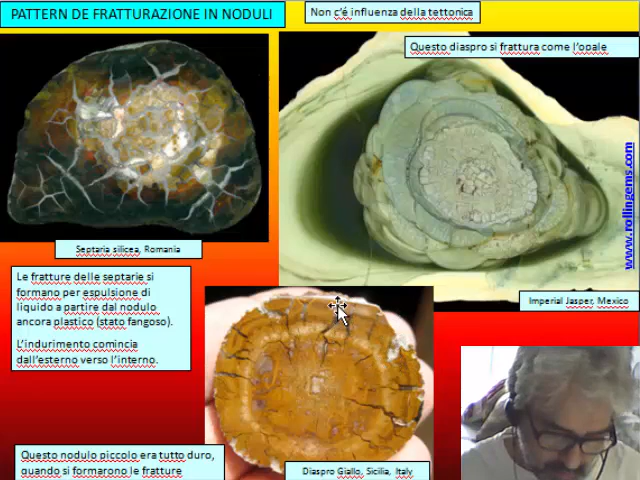 PATTERN DE FRATTURAZIONE IN NODULI
Non c'é influenza della tettonica
Questo diaspro si frattura come l'opale
www.rollingems.com
Septaria silicea, Romania
Imperial Jasper, Mexico
Le fratture delle septarie si
formano per espulsione di
liquido a partire dal nodulo
ancora plastico (stato fangoso).
L'indurimento comincia
dall'esterno verso l'interno.
Questo nodulo piccolo era tutto duro,
quando si formarono le fratture
Diaspro Giallo, Sicilia, Italy